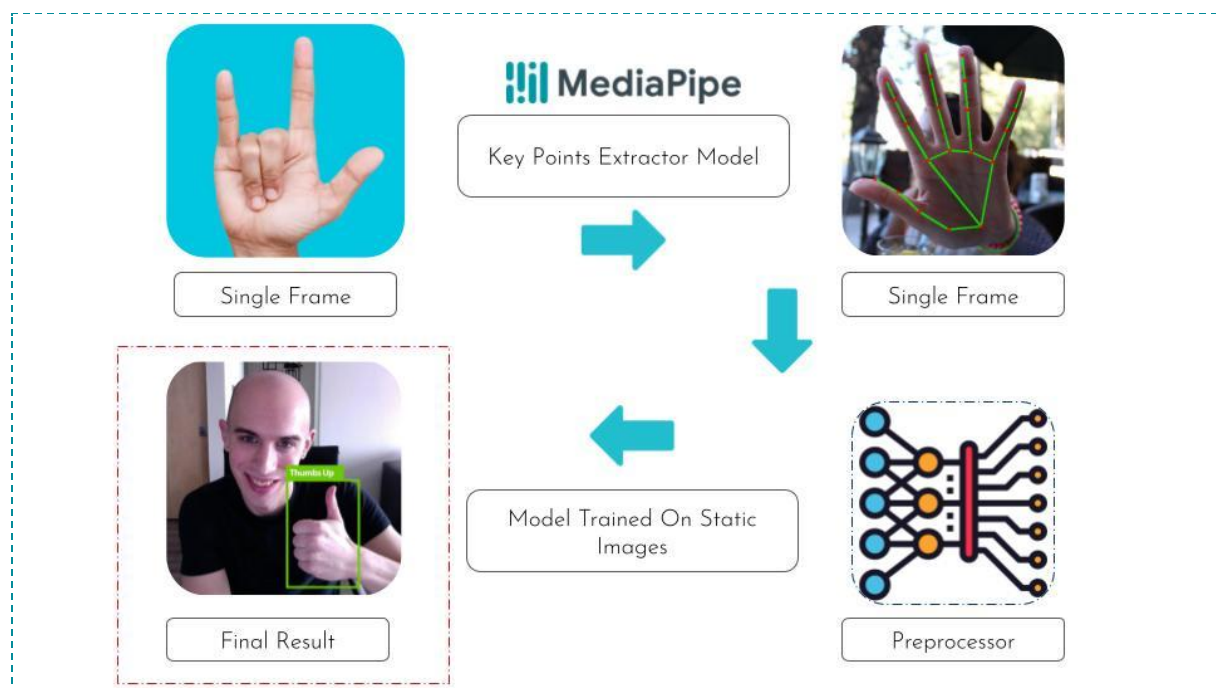 MediaPipe
Key Points Extractor Model
Single Frame
Single Frame
Thumbs Up
Model Trained On Static
Images
Final Result
Preprocessor